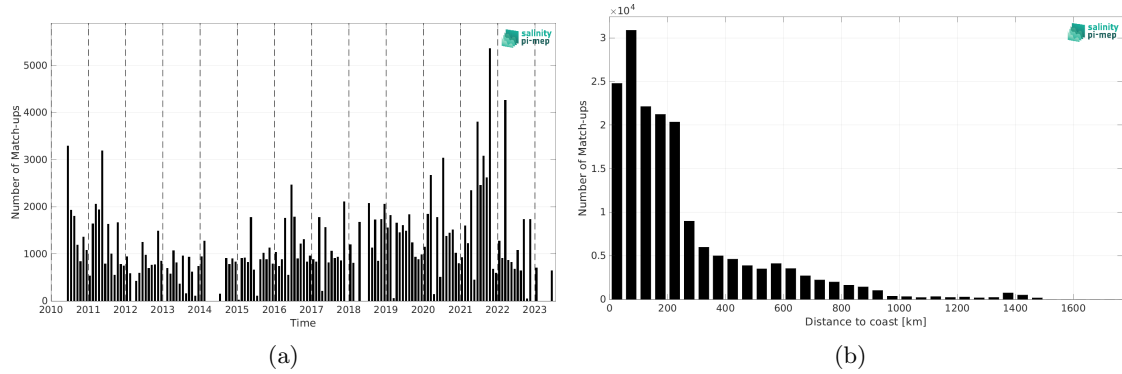 salinity
pi-mep
Number of Match-ups
5000
4000
3000
2000
1000
0
2010 2011 2012 2013 2014 2015 2016 2017 2018 2019 2020 2021 2022 2023
Time
(a)
×10⁴
salinity
pi-mep
Number of Match-ups
3
2.5
2
1.5
1
0.5
0
0 200 400 600 800 1000 1200 1400 1600
Distance to coast [km]
(b)